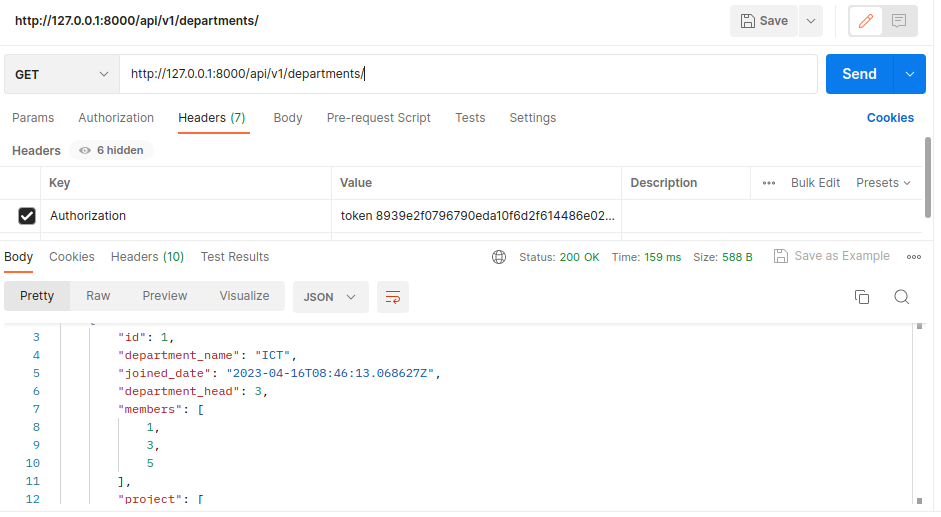 http://127.0.0.1:8000/api/v1/departments/ Save
GET http://127.0.0.1:8000/api/v1/departments/ Send
Params Authorization Headers (7) Body Pre-request Script Tests Settings Cookies
Headers 6 hidden
Key Value Description ••• Bulk Edit Presets
Authorization token 8939e2f0796790eda10f6d2f614486e02...
Body Cookies Headers (10) Test Results Status: 200 OK Time: 159 ms Size: 588 B Save as Example
Pretty Raw Preview Visualize JSON
3 "id": 1,
4 "department_name": "ICT",
5 "joined_date": "2023-04-16T08:46:13.068627Z",
6 "department_head": 3,
7 "members": [
8 1,
9 3,
10 5
11 ],
12 "project": [